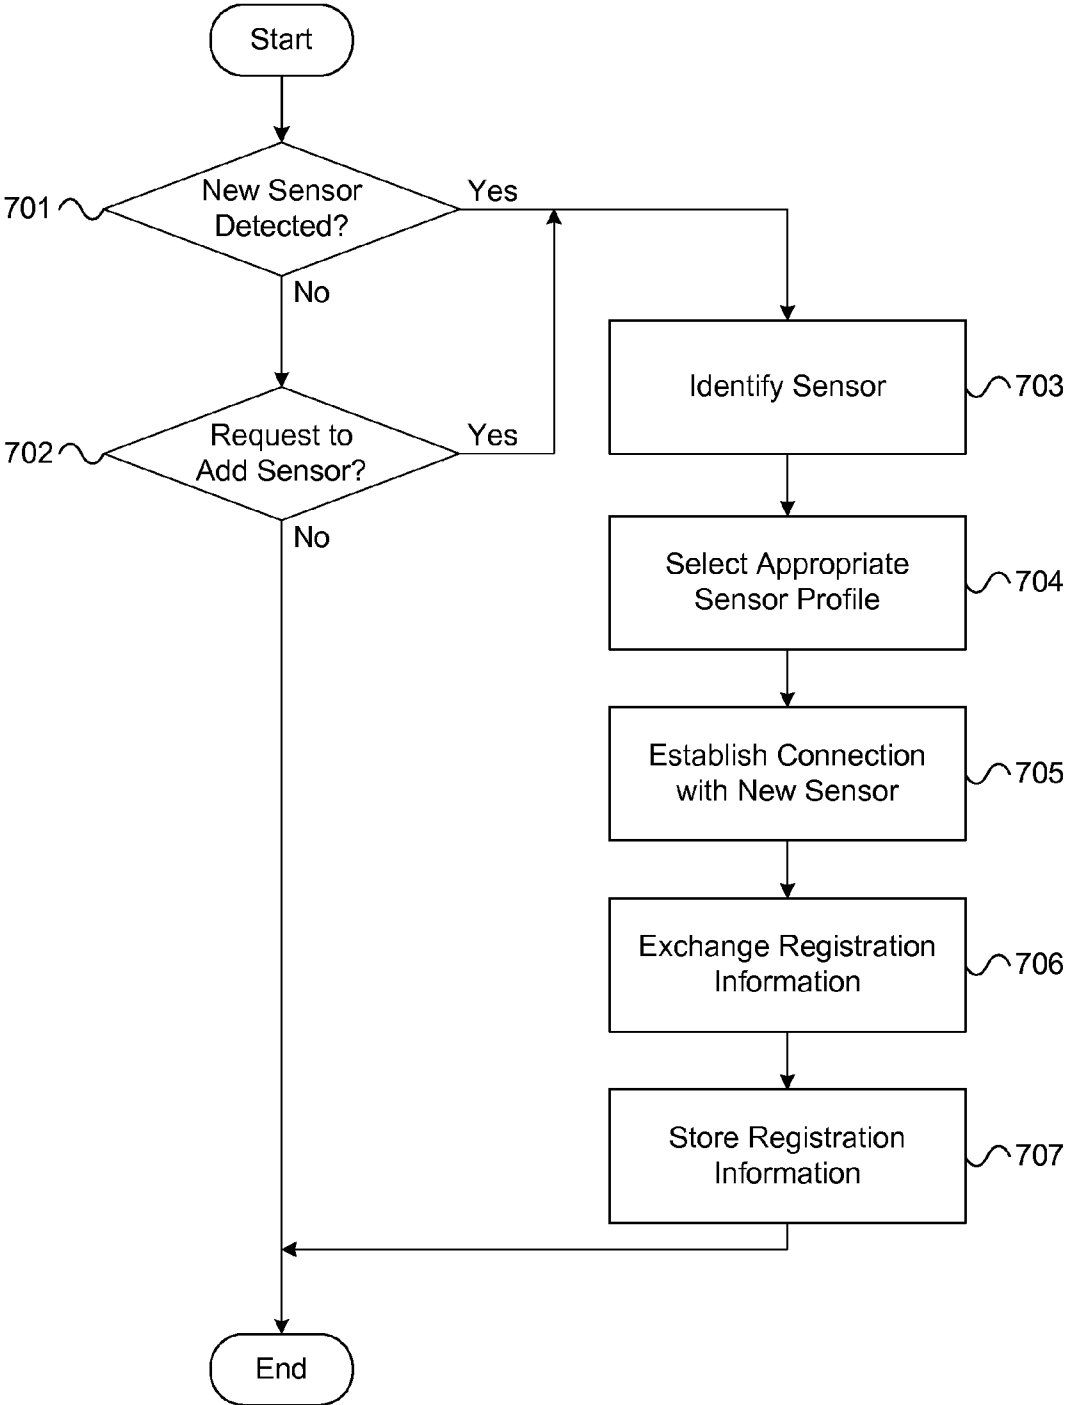 Start
701
New Sensor
Detected?
Yes
No
702
Request to
Add Sensor?
Yes
No
Identify Sensor
703
Select Appropriate
Sensor Profile
704
Establish Connection
with New Sensor
705
Exchange Registration
Information
706
Store Registration
Information
707
End